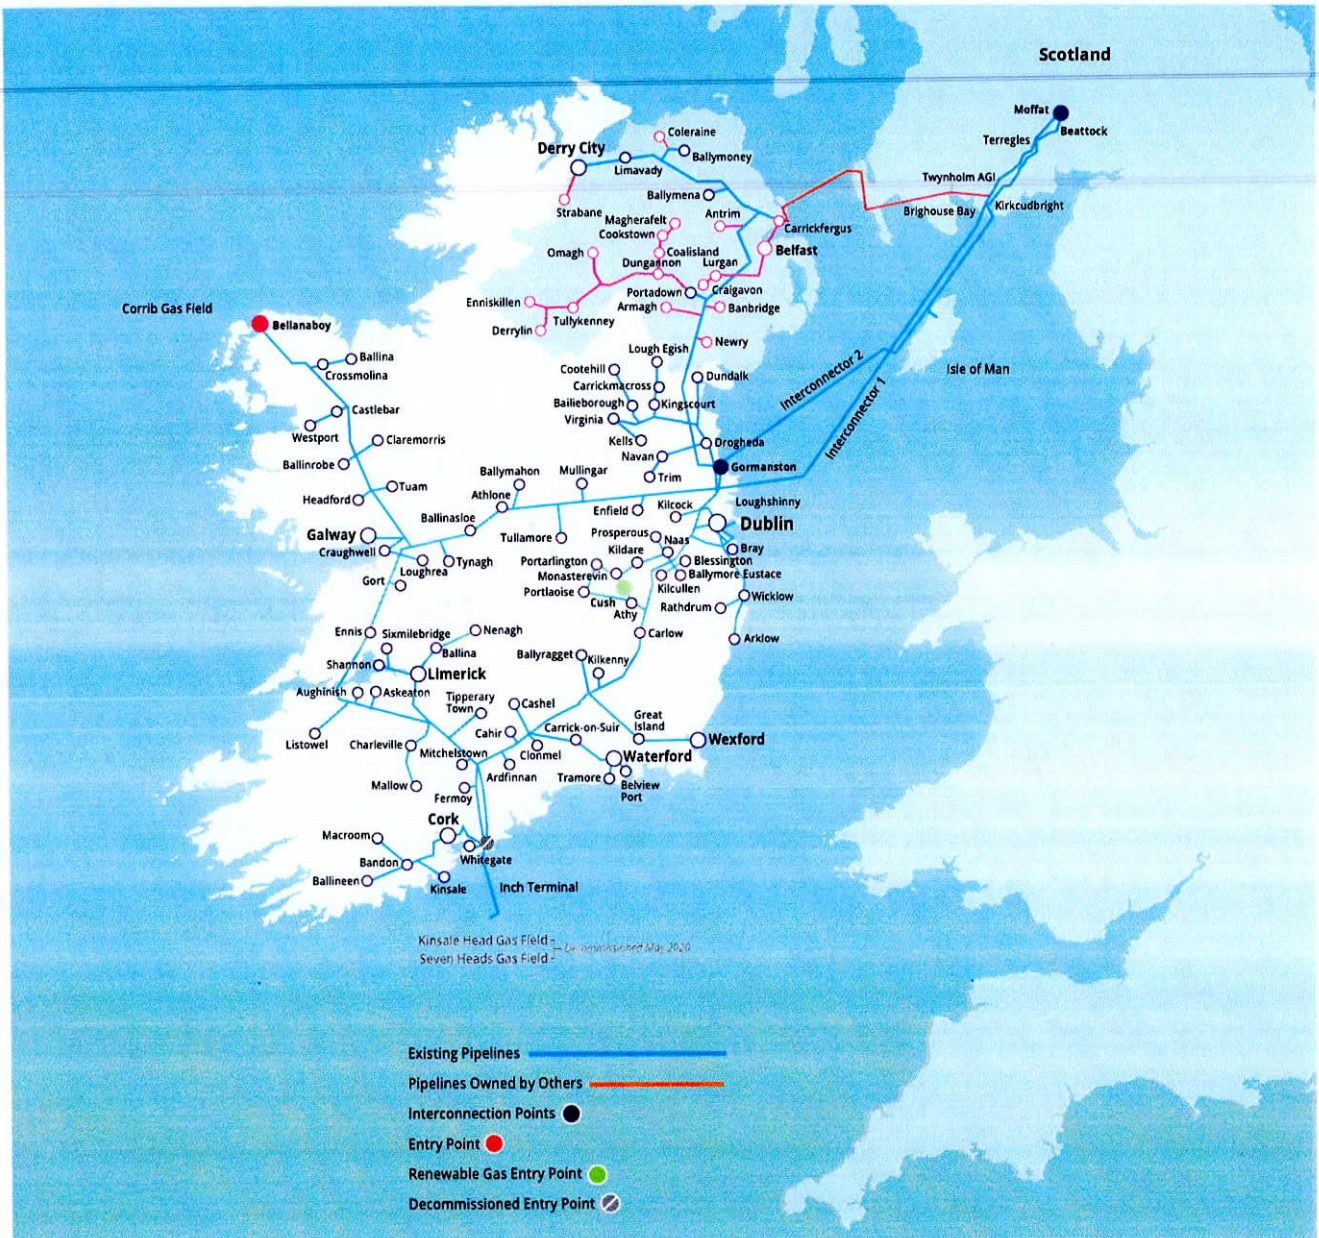 Scotland
Moffat
Beattock
Terregles
Coleraine
Derry City
Ballymoney
Limavady
Twynholm AGI
Ballymena
Kirkcudbright
Brighouse Bay
Strabane
Antrim
Magherafelt
Carrickfergus
Cookstown
Omagh
Coalisland
Belfast
Dungannon
Lurgan
Portadown
Craigavon
Enniskillen
Armagh
Banbridge
Corrib Gas Field
Tullykenney
Bellanaboy
Derrylin
Newry
Lough Egish
Ballina
Cootehill
Isle of Man
Crossmolina
Carrickmacross
Dundalk
Interconnector 2
Interconnector 1
Bailieborough
Kingscourt
Castlebar
Virginia
Westport
Claremorris
Kells
Drogheda
Navan
Ballinrobe
Gormanston
Ballymahon
Mullingar
Trim
Tuam
Athlone
Headford
Loughshinny
Kilcock
Enfield
Ballinasloe
Dublin
Galway
Prosperous
Tullamore
Naas
Craughwell
Kildare
Bray
Tynagh
Portarlington
Blessington
Loughrea
Monasterevin
Ballymore Eustace
Gort
Kilcullen
Portlaoise
Wicklow
Cush
Rathdrum
Athy
Ennis
Sixmilebridge
Nenagh
Carlow
Arklow
Ballina
Ballyragget
Kilkenny
Shannon
Limerick
Aughinish
Askeaton
Tipperary
Town
Cashel
Great
Island
Carrick-on-Suir
Cahir
Wexford
Listowel
Charleville
Mitchelstown
Clonmel
Waterford
Ardfinnan
Tramore
Mallow
Belview
Port
Fermoy
Cork
Macroom
Whitegate
Bandon
Ballineen
Kinsale
Inch Terminal
Kinsale Head Gas Field
Decommissioned May 2020
Seven Heads Gas Field
Existing Pipelines
Pipelines Owned by Others
Interconnection Points
Entry Point
Renewable Gas Entry Point
Decommissioned Entry Point